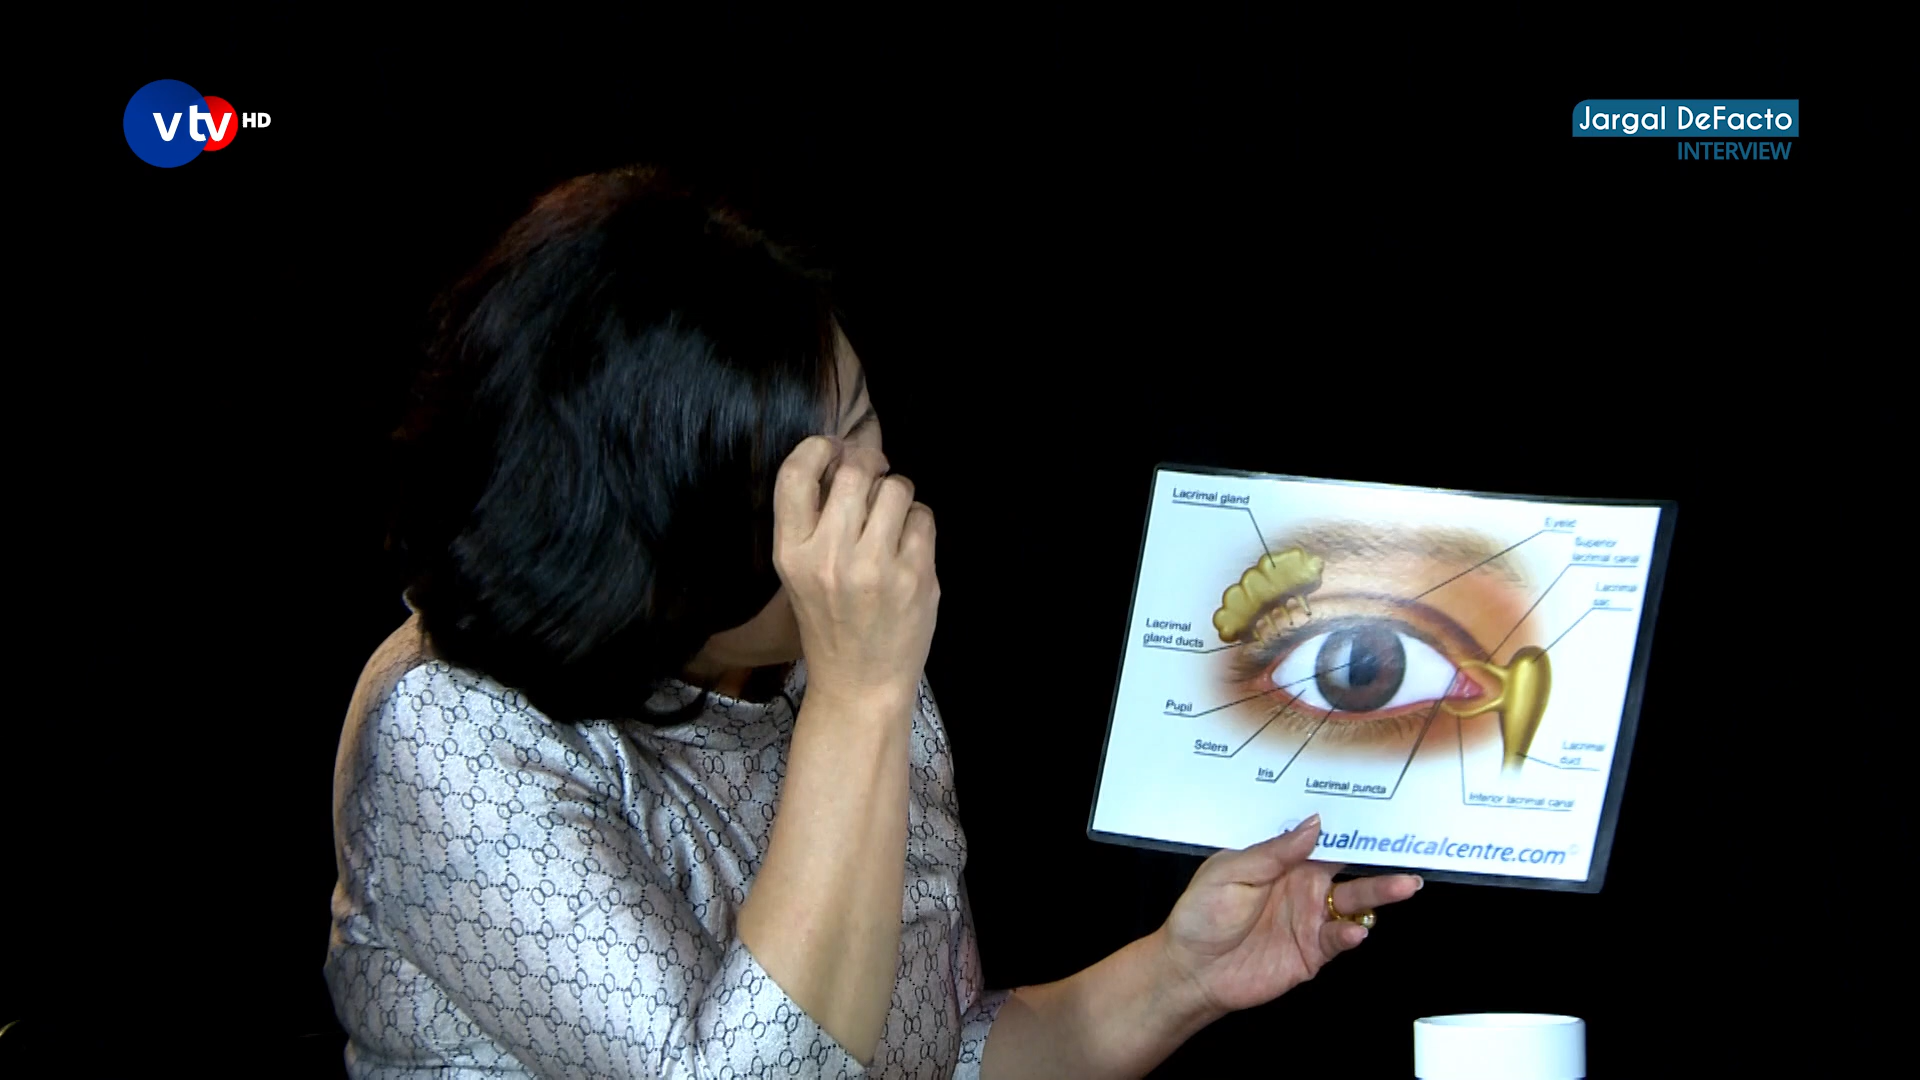 vtv HD
Jargal DeFacto
INTERVIEW
Lacrimal gland
Eyelid
Superior
lacrimal canal
Lacrimal
sac
Lacrimal
gland ducts
Pupil
Sclera
Iris
Lacrimal puncta
Lacrimal
duct
Inferior lacrimal canal
tualmedicalcentre.com